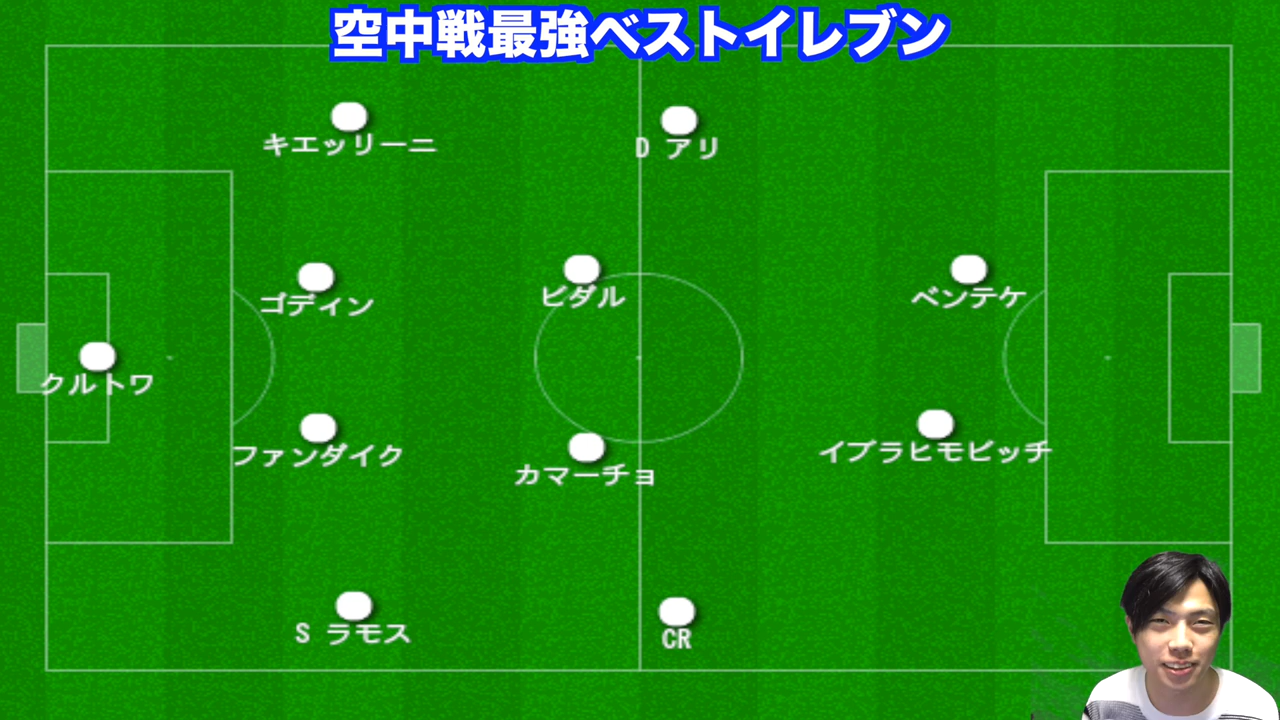 空中戦最強ベストイレブン
キエッリーニ
D アリ
ゴディン
ビダル
ベンテケ
クルトワ
ファンダイク
カマーチョ
イブラヒモビッチ
S ラモス
CR